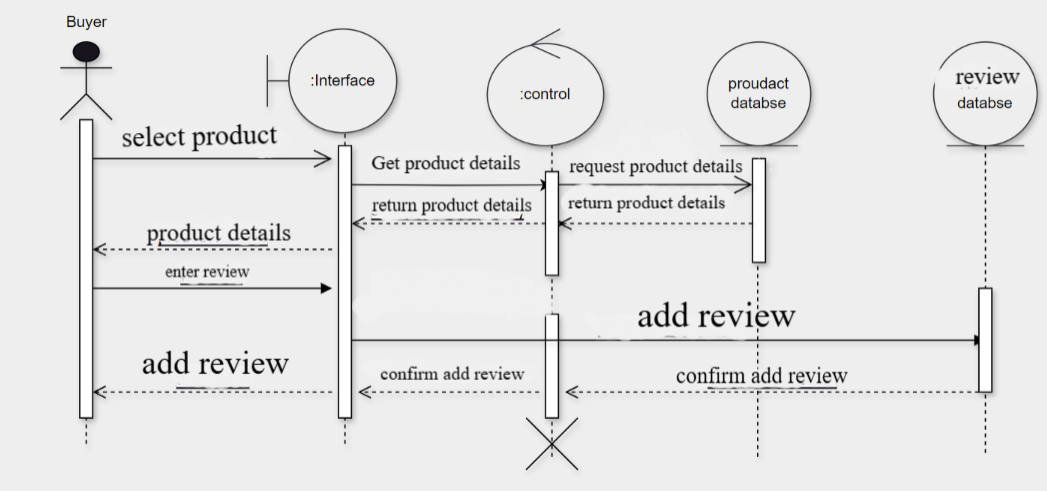 Buyer
:Interface
:control
proudact
databse
review
databse
select product
Get product details
request product details
return product details
return product details
product details
enter review
add review
add review
confirm add review
confirm add review